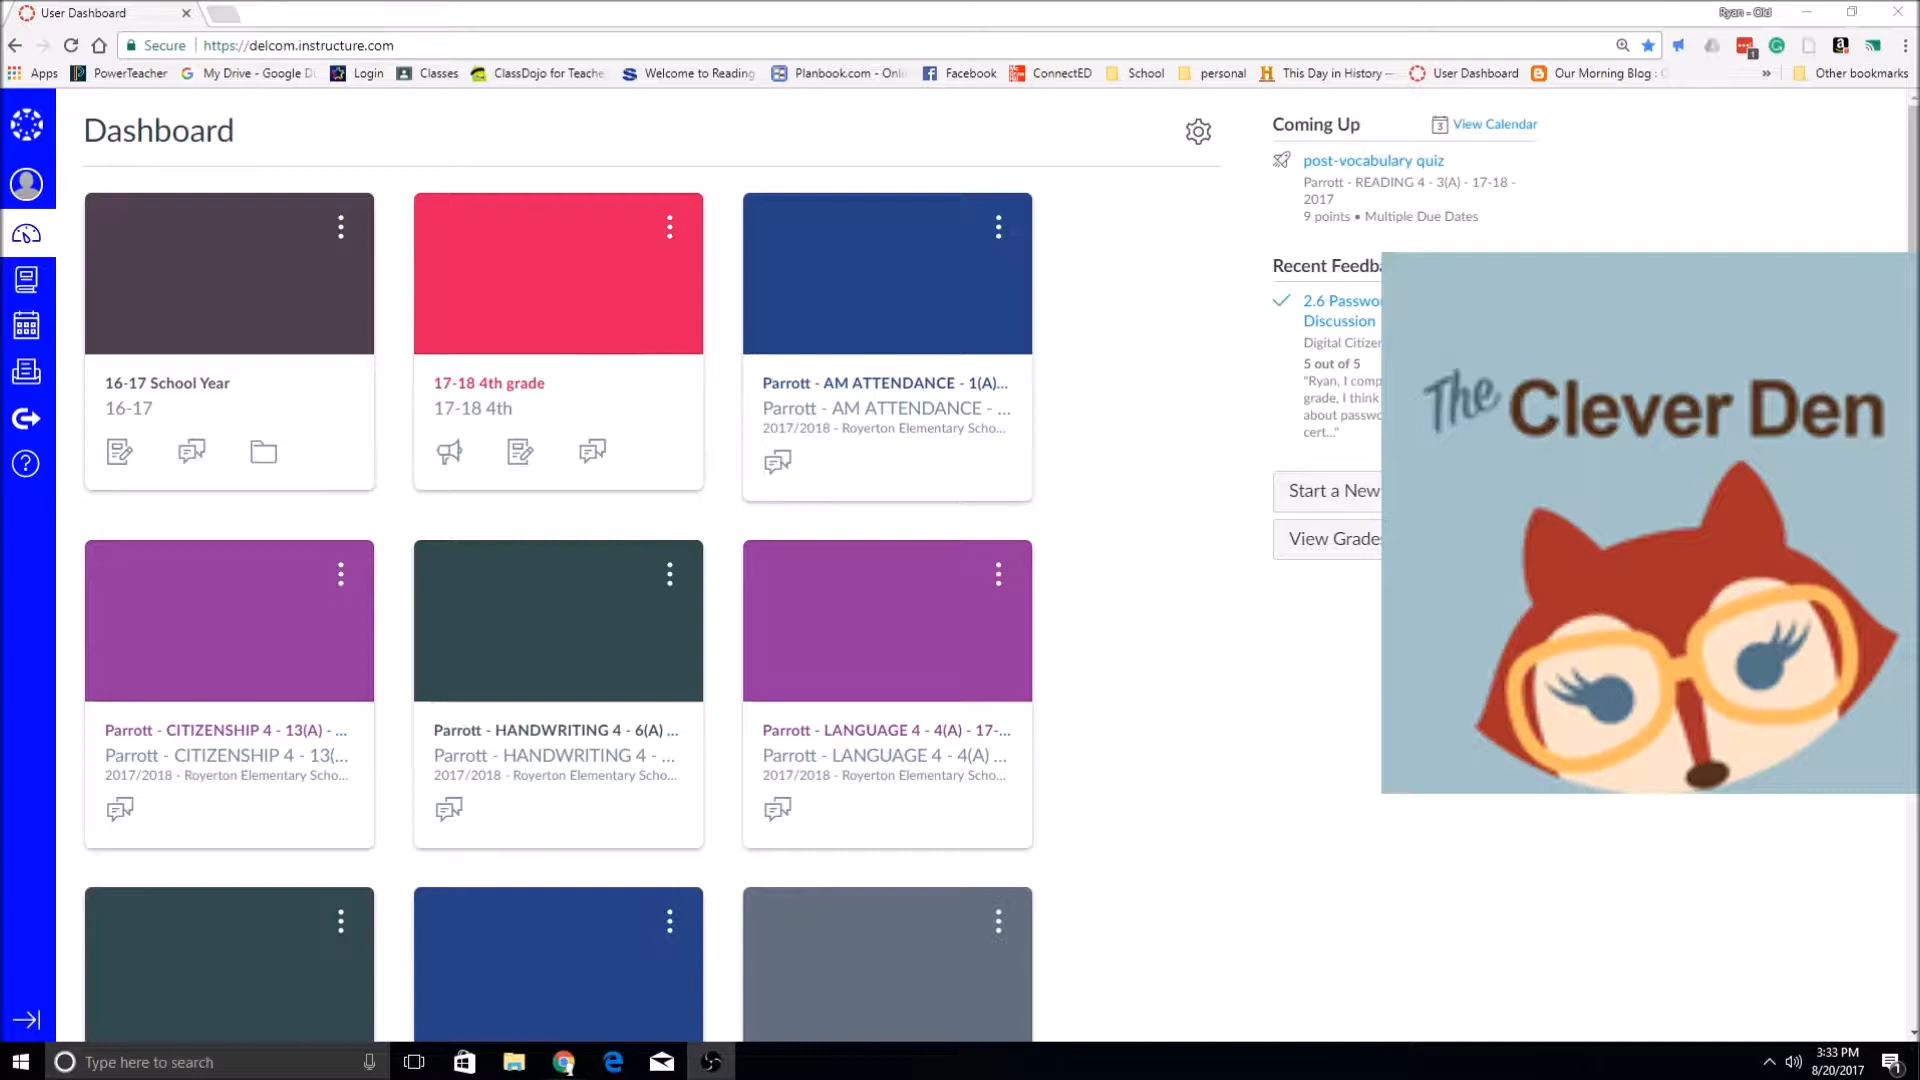 User Dashboard
Ryan - Old
Secure
https://delcom.instructure.com
Apps
PowerTeacher
My Drive - Google D
Login
Classes
ClassDojo for Teache
Welcome to Reading
Planbook.com - Onli
Facebook
ConnectED
School
personal
This Day in History —
User Dashboard
Our Morning Blog :
»
Other bookmarks
Dashboard
16-17 School Year
16-17
17-18 4th grade
17-18 4th
Parrott - AM ATTENDANCE - 1(A)...
Parrott - AM ATTENDANCE - ...
2017/2018 - Royerton Elementary Scho...
Parrott - CITIZENSHIP 4 - 13(A) - ...
Parrott - CITIZENSHIP 4 - 13(...
2017/2018 - Royerton Elementary Scho...
Parrott - HANDWRITING 4 - 6(A) ...
Parrott - HANDWRITING 4 - ...
2017/2018 - Royerton Elementary Scho...
Parrott - LANGUAGE 4 - 4(A) - 17-...
Parrott - LANGUAGE 4 - 4(A) ...
2017/2018 - Royerton Elementary Scho...
Coming Up
3
View Calendar
post-vocabulary quiz
Parrott - READING 4 - 3(A) - 17-18 -
2017
9 points • Multiple Due Dates
Recent Feedba
2.6 Passwo
Discussion
Digital Citizen
5 out of 5
"Ryan, I comp
grade, I think
about passwo
cert..."
Start a New
View Grades
The Clever Den
Type here to search
3:33 PM
8/20/2017
1